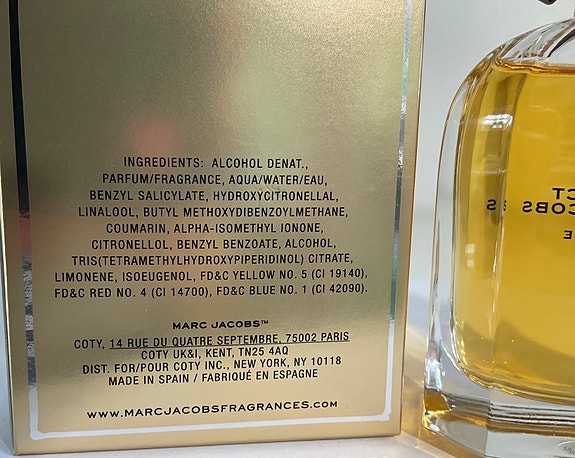 INGREDIENTS: ALCOHOL DENAT.,
PARFUM/FRAGRANCE, AQUA/WATER/EAU,
BENZYL SALICYLATE, HYDROXYCITRONELLAL,
LINALOOL, BUTYL METHOXYDIBENZOYLMETHANE,
COUMARIN, ALPHA-ISOMETHYL IONONE,
CITRONELLOL, BENZYL BENZOATE, ALCOHOL,
TRIS(TETRAMETHYLHYDROXYPIPERIDINOL) CITRATE,
LIMONENE, ISOEUGENOL, FD&C YELLOW NO. 5 (CI 19140),
FD&C RED NO. 4 (CI 14700), FD&C BLUE NO. 1 (CI 42090).
MARC JACOBS™
COTY, 14 RUE DU QUATRE SEPTEMBRE, 75002 PARIS
COTY UK&I, KENT, TN25 4AQ
DIST. FOR/POUR COTY INC., NEW YORK, NY 10118
MADE IN SPAIN / FABRIQUÉ EN ESPAGNE
WWW.MARCJACOBSFRAGRANCES.COM